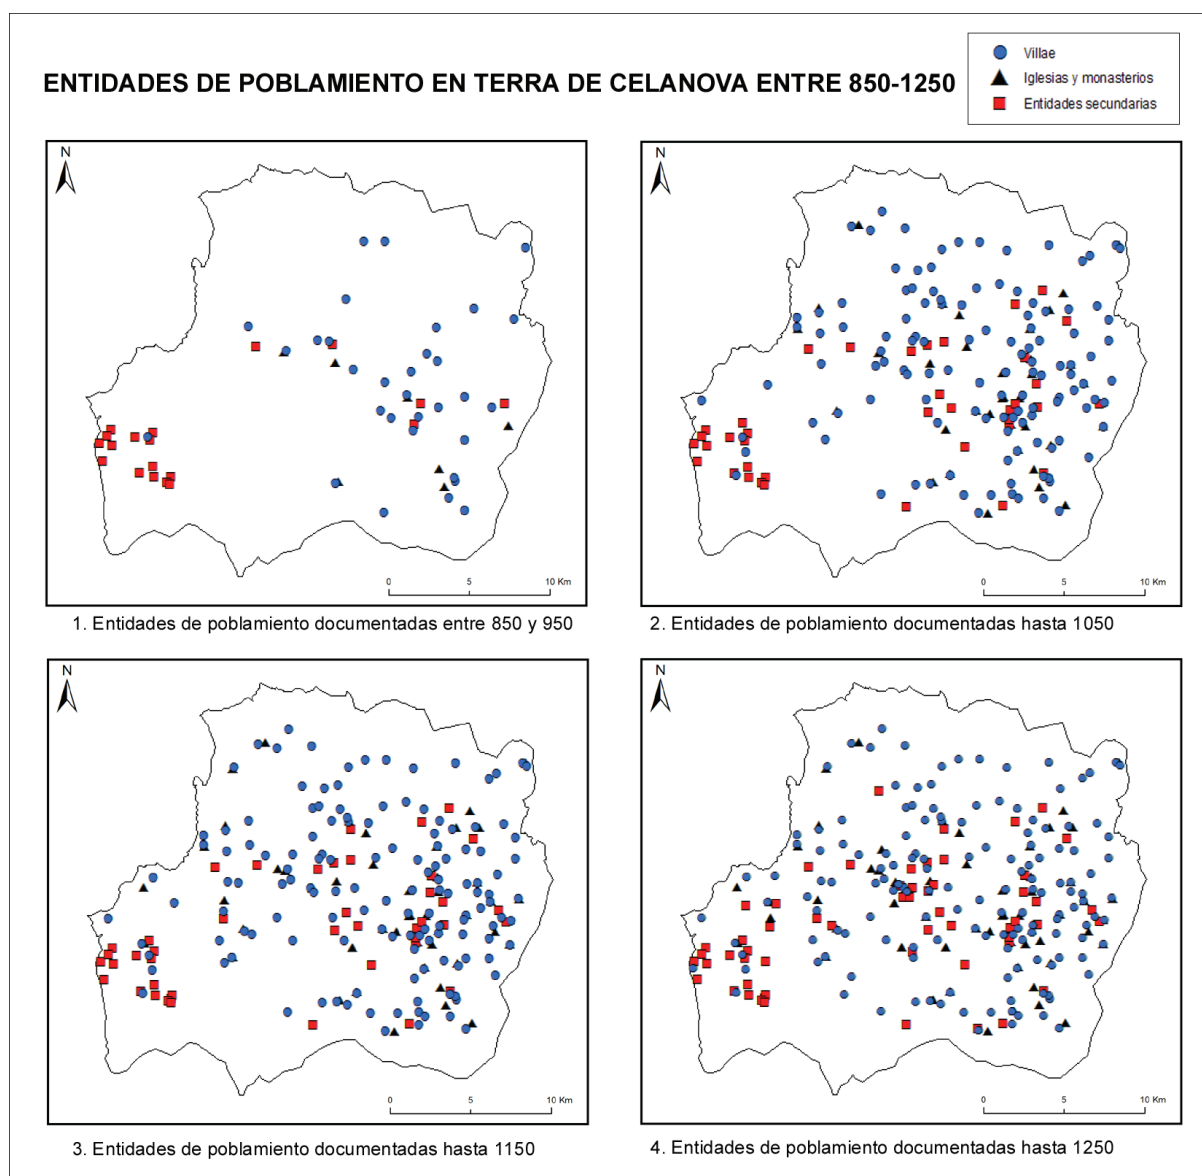 ENTIDADES DE POBLAMIENTO EN TERRA DE CELANOVA ENTRE 850-1250
Villae
Iglesias y monasterios
Entidades secundarias
N
0 5 10 Km
1. Entidades de poblamiento documentadas entre 850 y 950
N
0 5 10 Km
2. Entidades de poblamiento documentadas hasta 1050
N
0 5 10 Km
3. Entidades de poblamiento documentadas hasta 1150
N
0 5 10 Km
4. Entidades de poblamiento documentadas hasta 1250